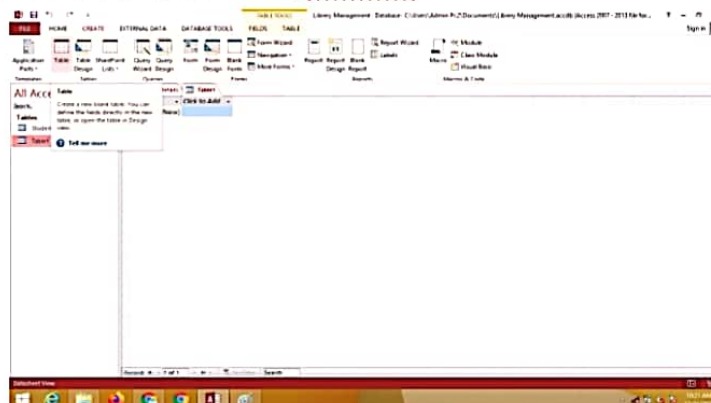 TABLE TOOLS
Library Management : Database- C:\Users\Admin Pc2\Documents\Library Management.accdb (Access 2007 - 2013 file for...
Sign in
FILE HOME CREATE EXTERNAL DATA DATABASE TOOLS FIELDS TABLE
Application Parts
Table
Table Design
SharePoint Lists
Query Wizard
Query Design
Form
Form Design
Blank Form
Form Wizard
Navigation
More Forms
Report
Report Design
Blank Report
Report Wizard
Labels
Macro
Module
Class Module
Visual Basic
Templates Tables Queries Forms Reports Macros & Code
All Acce
Table
Create a new blank table. You can
define the fields directly in the new
table, or open the table in Design
view.
Tell me more
Tables
Table1
Click to Add
Record: 1 of 1 Search
Datasheet View